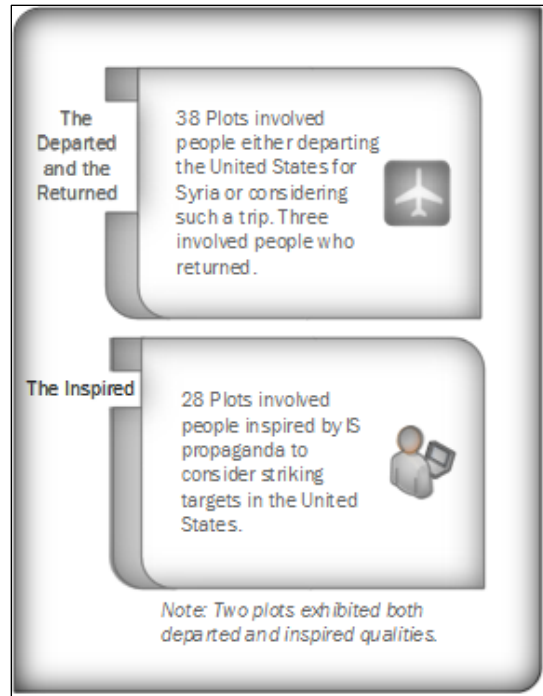 The
Departed
and the
Returned
38 Plots involved
people either departing
the United States for
Syria or considering
such a trip. Three
involved people who
returned.
The Inspired
28 Plots involved
people inspired by IS
propaganda to
consider striking
targets in the United
States.
Note: Two plots exhibited both
departed and inspired qualities.